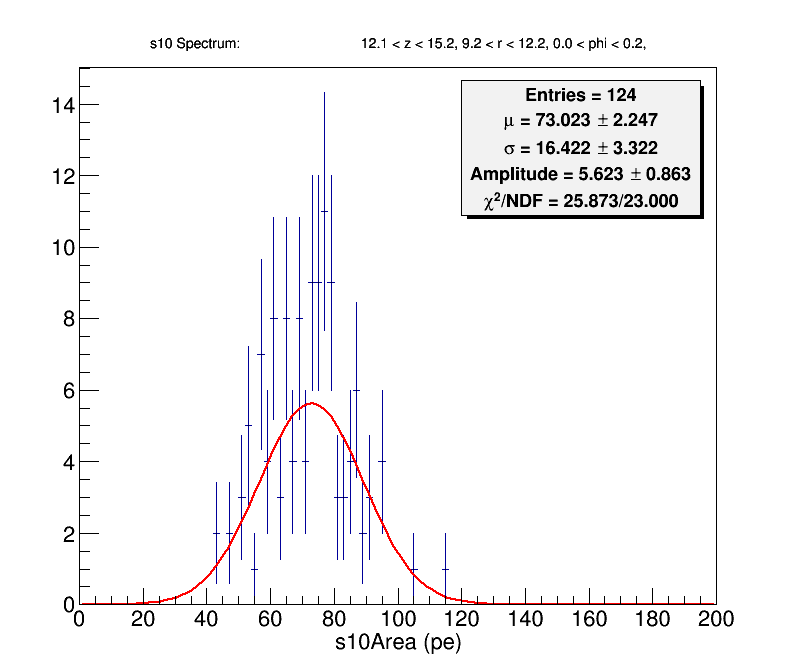 s10 Spectrum: 12.1 < z < 15.2, 9.2 < r < 12.2, 0.0 < phi < 0.2,
Entries = 124
μ = 73.023 ± 2.247
σ = 16.422 ± 3.322
Amplitude = 5.623 ± 0.863
χ²/NDF = 25.873/23.000
14
12
10
8
6
4
2
0
0 20 40 60 80 100 120 140 160 180 200
s10Area (pe)